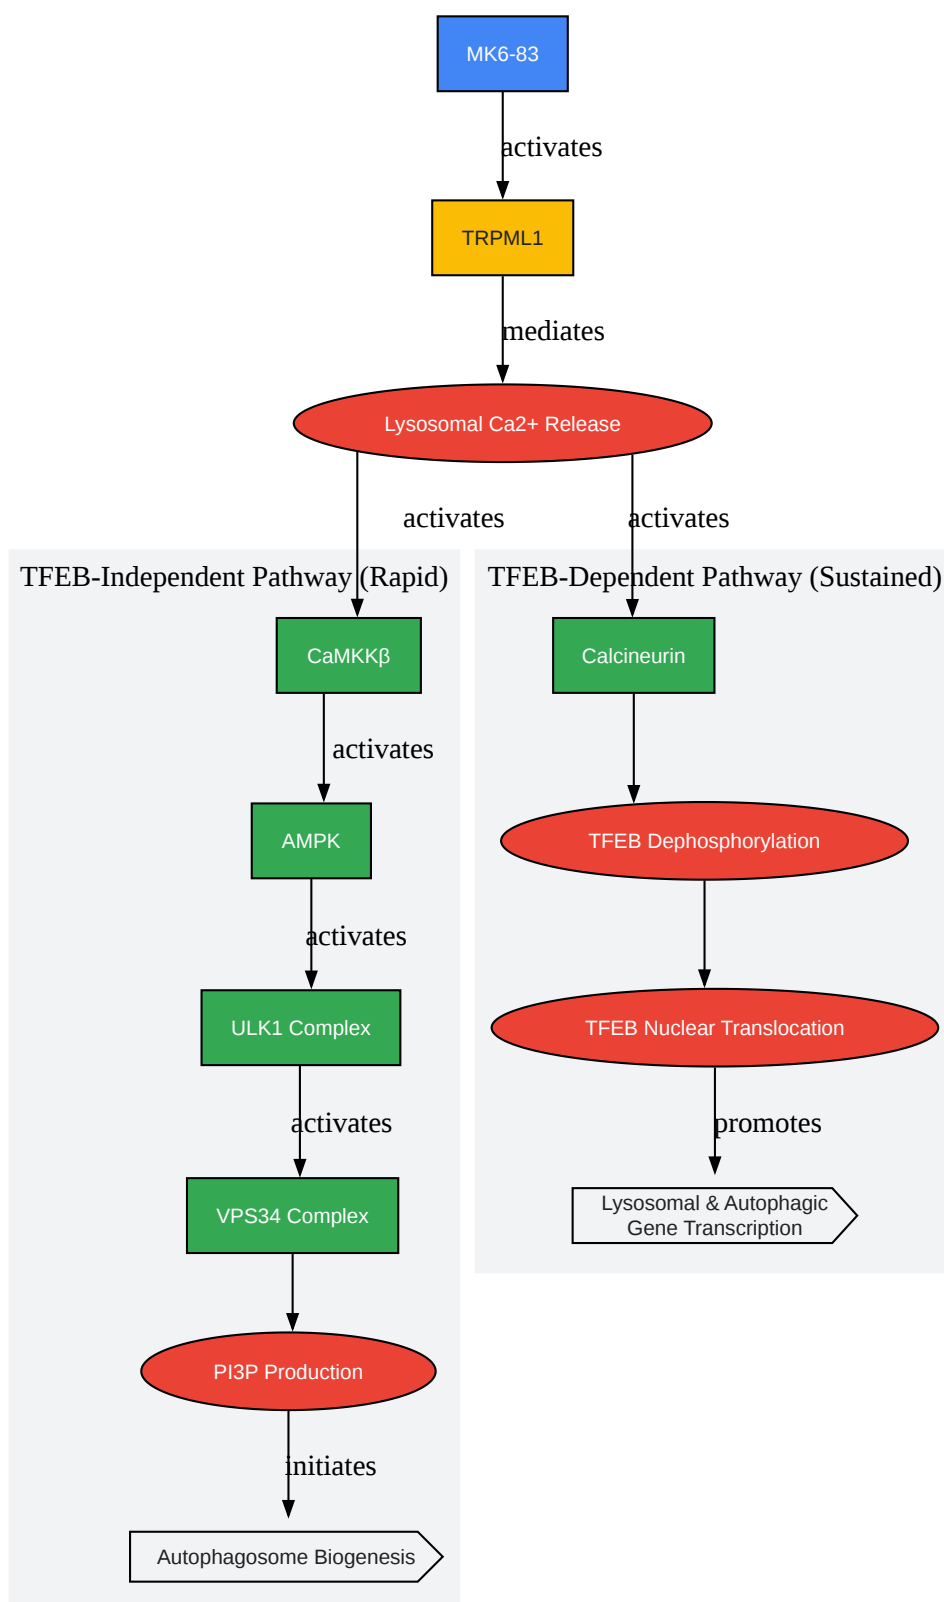 MK6-83
activates
TRPML1
mediates
Lysosomal Ca2+ Release
activates
activates
TFEB-Independent Pathway (Rapid)
CaMKKβ
activates
AMPK
activates
ULK1 Complex
activates
VPS34 Complex
PI3P Production
initiates
Autophagosome Biogenesis
TFEB-Dependent Pathway (Sustained)
Calcineurin
TFEB Dephosphorylation
TFEB Nuclear Translocation
promotes
Lysosomal & Autophagic
Gene Transcription